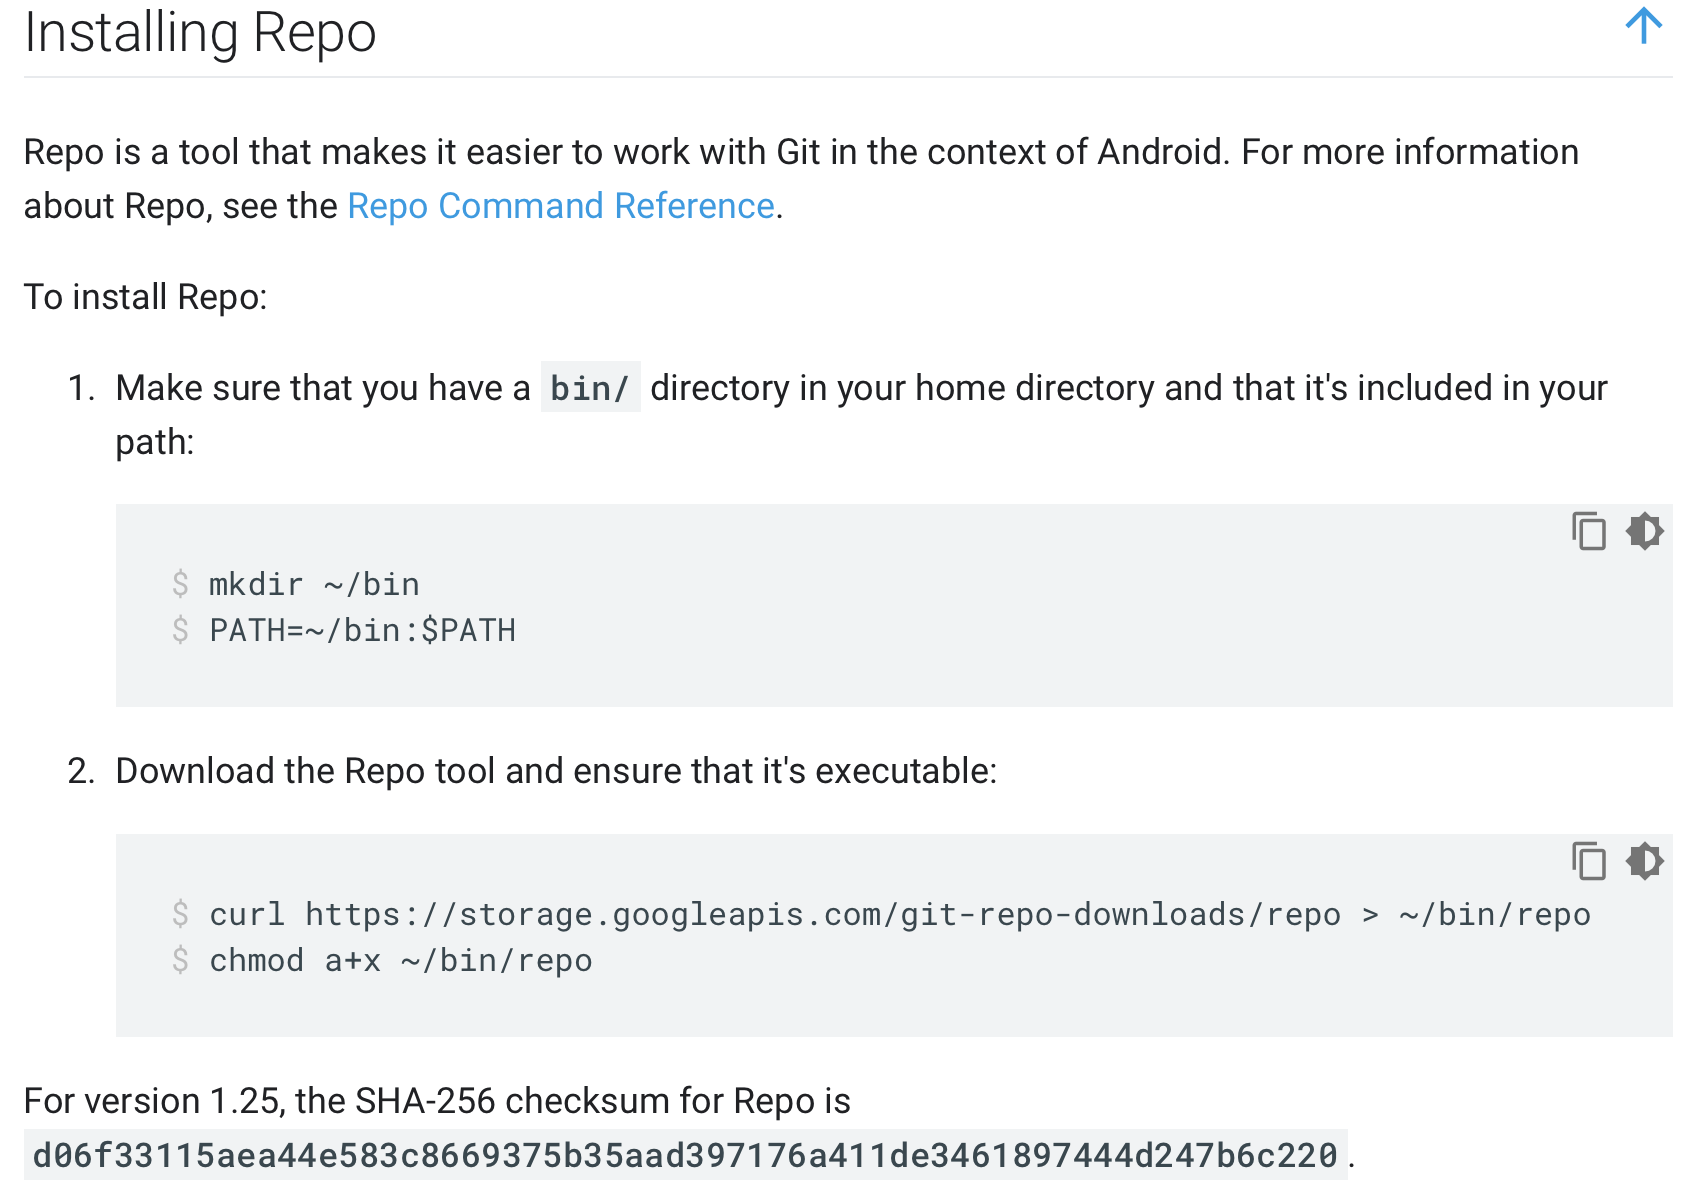 Installing Repo
Repo is a tool that makes it easier to work with Git in the context of Android. For more information
about Repo, see the Repo Command Reference.
To install Repo:
1. Make sure that you have a bin/ directory in your home directory and that it's included in your
path:
$ mkdir ~/bin
$ PATH=~/bin:$PATH
2. Download the Repo tool and ensure that it's executable:
$ curl https://storage.googleapis.com/git-repo-downloads/repo > ~/bin/repo
$ chmod a+x ~/bin/repo
For version 1.25, the SHA-256 checksum for Repo is
d06f33115aea44e583c8669375b35aad397176a411de3461897444d247b6c220.